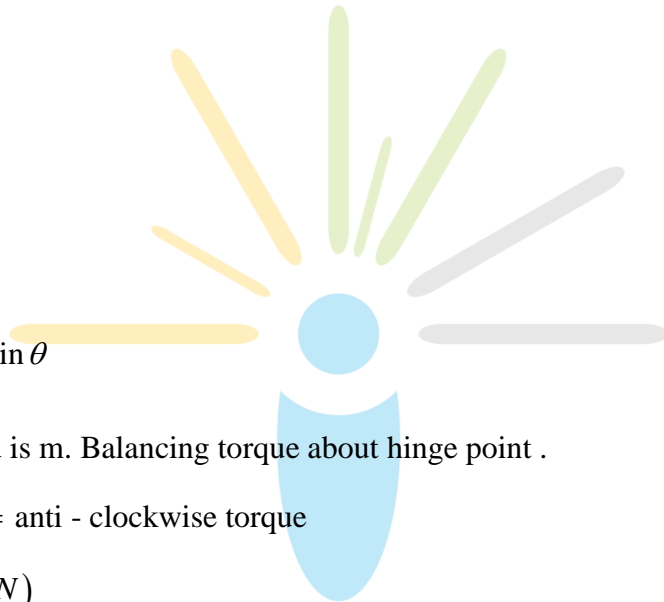 in θ
is m. Balancing torque about hinge point .
= anti - clockwise torque
N)